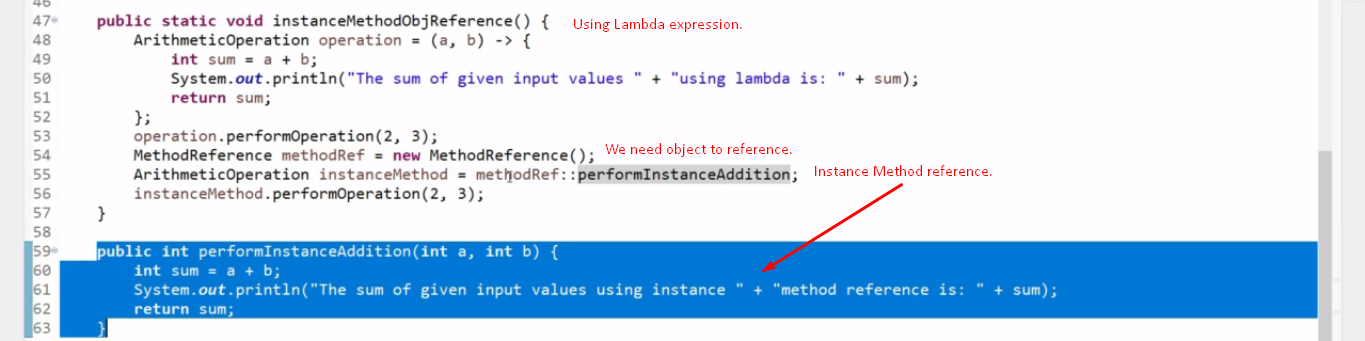 46
47 public static void instanceMethodObjReference() { Using Lambda expression.
48 ArithmeticOperation operation = (a, b) -> {
49 int sum = a + b;
50 System.out.println("The sum of given input values " + "using lambda is: " + sum);
51 return sum;
52 };
53 operation.performOperation(2, 3);
54 MethodReference methodRef = new MethodReference(); We need object to reference.
55 ArithmeticOperation instanceMethod = methodRef::performInstanceAddition; Instance Method reference.
56 instanceMethod.performOperation(2, 3);
57 }
58
59 public int performInstanceAddition(int a, int b) {
60 int sum = a + b;
61 System.out.println("The sum of given input values using instance " + "method reference is: " + sum);
62 return sum;
63 }